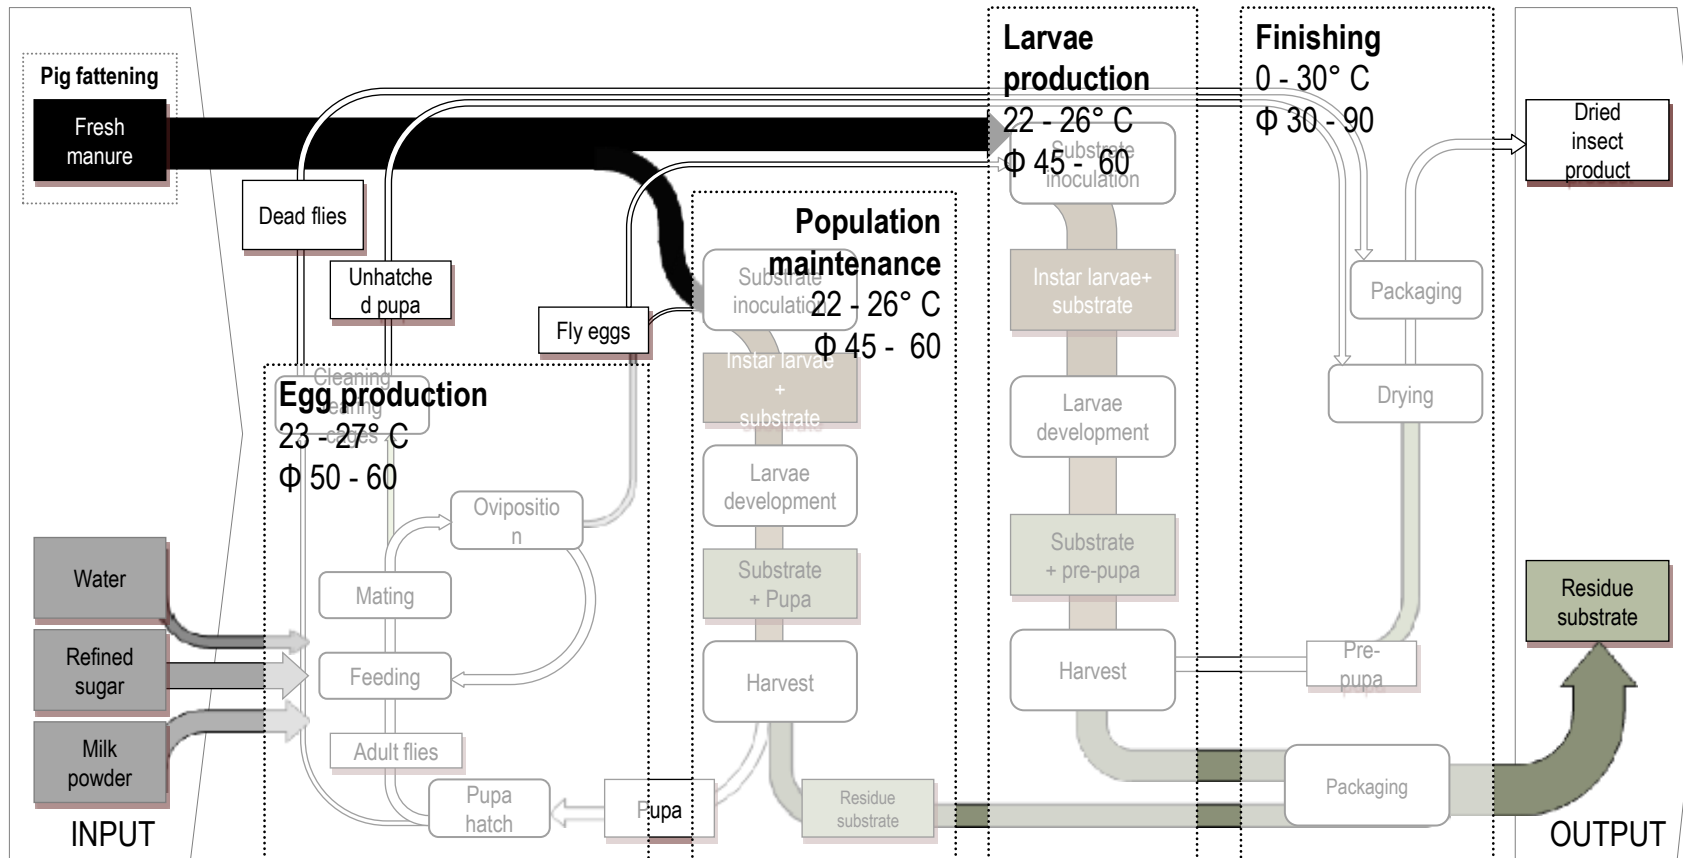 Pig fattening
Fresh
manure
Dead flies
Unhatche
d pupa
Fly eggs
Water
Refined
sugar
Milk
powder
INPUT
Egg production
23 - 27° C
Φ 50 - 60
Cleaning
rearing
cages
Ovipositio
n
Mating
Feeding
Adult flies
Pupa
hatch
Pupa
Population
maintenance
22 - 26° C
Φ 45 -  60
Substrate
inoculation
Instar larvae
+
substrate
Larvae
development
Substrate
+ Pupa
Harvest
Residue
substrate
Larvae
production
22 - 26° C
Φ 45 -  60
Substrate
inoculation
Instar larvae+
substrate
Larvae
development
Substrate
+ pre-pupa
Harvest
Finishing
0 - 30° C
Φ 30 - 90
Packaging
Drying
Pre-
pupa
Packaging
Dried
insect
product
Residue
substrate
OUTPUT